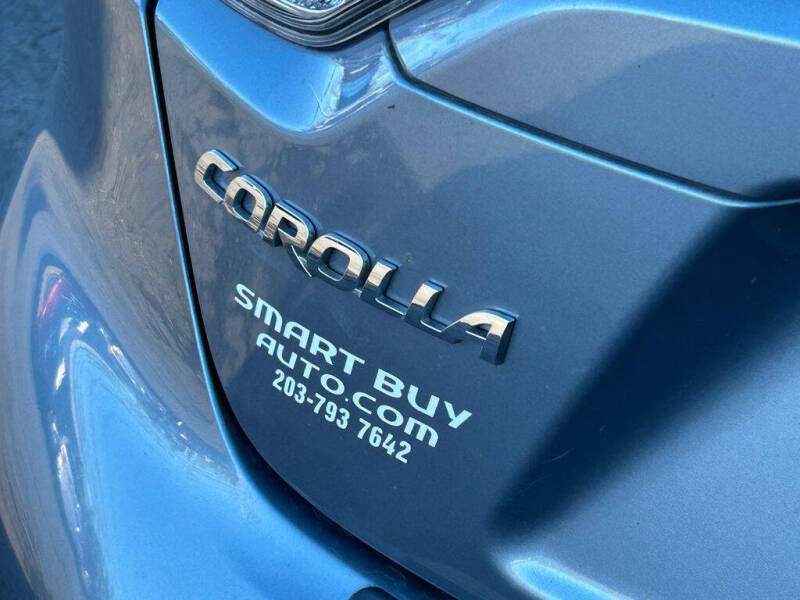 COROLLA
SMART BUY
AUTO.COM
203-793 7642